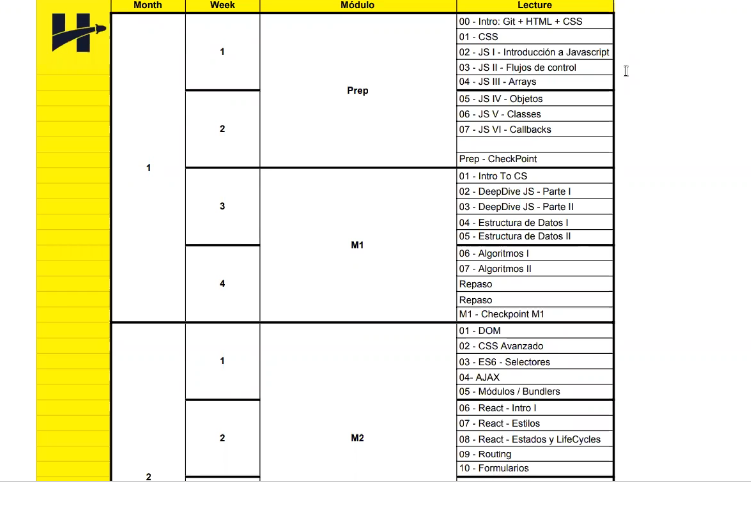 Month Week Módulo Lecture
00 - Intro: Git + HTML + CSS
01 - CSS
1 02 - JS I - Introducción a Javascript
03 - JS II - Flujos de control
04 - JS III - Arrays
Prep
05 - JS IV - Objetos
06 - JS V - Classes
2 07 - JS VI - Callbacks
Prep - CheckPoint
1
01 - Intro To CS
02 - DeepDive JS - Parte I
3 03 - DeepDive JS - Parte II
04 - Estructura de Datos I
05 - Estructura de Datos II
M1
06 - Algoritmos I
07 - Algoritmos II
4 Repaso
Repaso
M1 - Checkpoint M1
01 - DOM
02 - CSS Avanzado
1 03 - ES6 - Selectores
04- AJAX
05 - Módulos / Bundlers
06 - React - Intro I
07 - React - Estilos
2 M2 08 - React - Estados y LifeCycles
09 - Routing
10 - Formularios
2